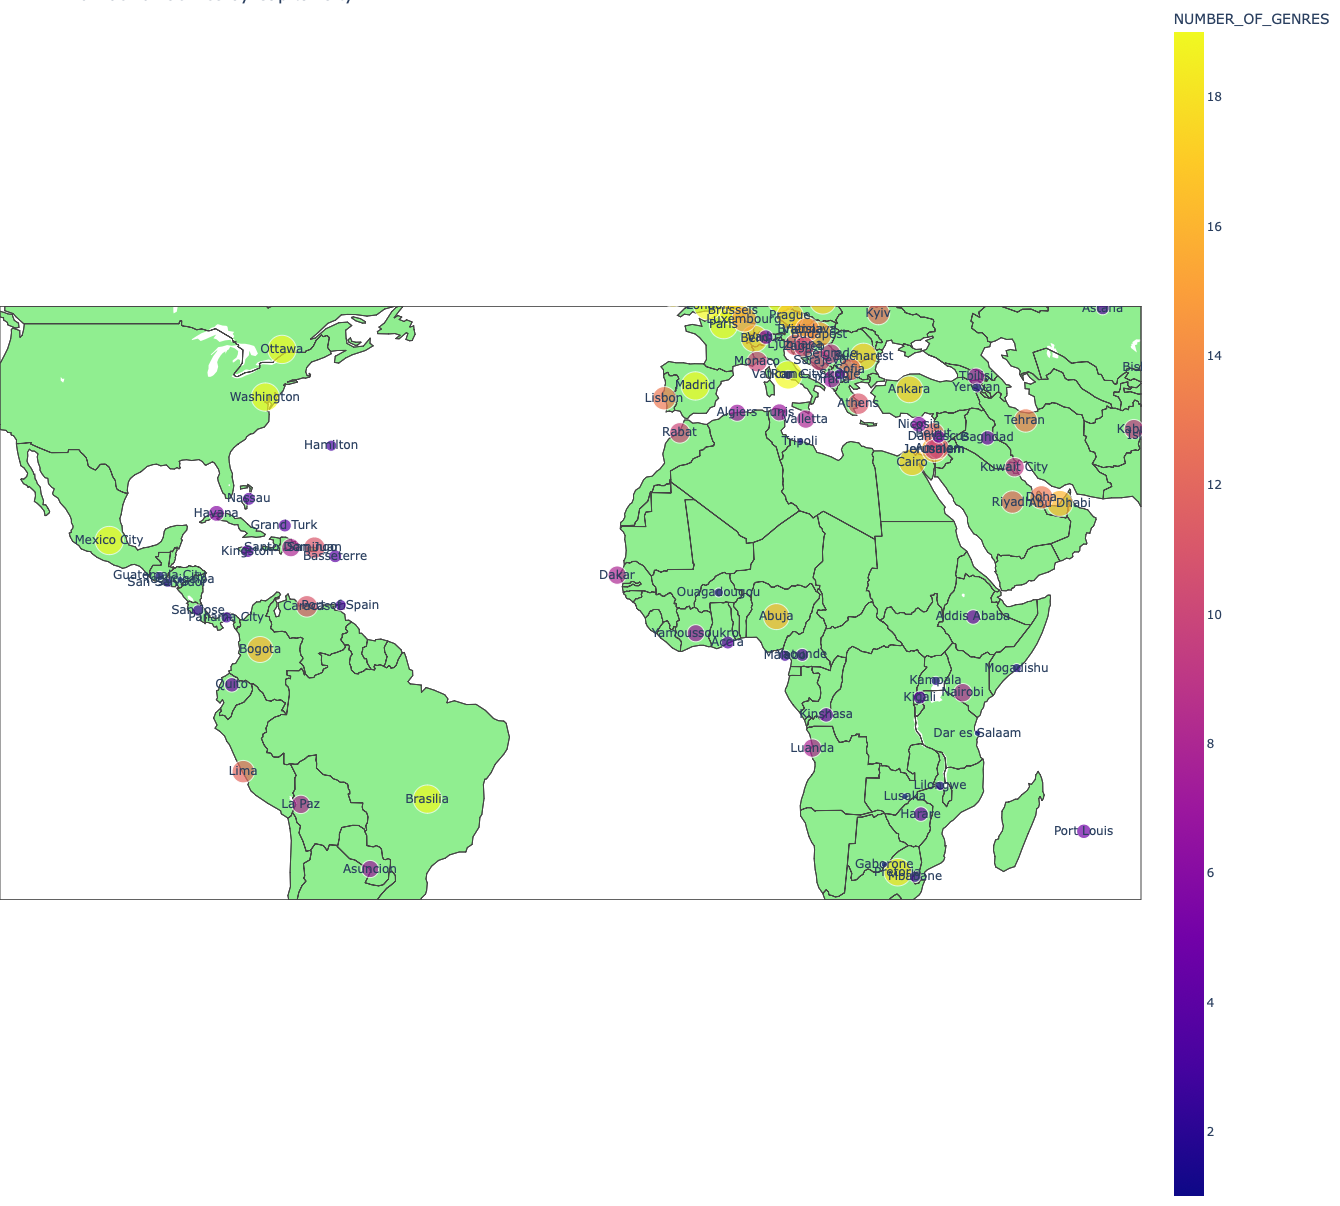 NUMBER_OF_GENRES
18
16
14
12
10
8
6
4
2
Astana
London
Brussels
Prague
Kyiv
Luxembourg
Paris
Bratislava
Budapest
Bern
Ljubljana
Zagreb
Belgrade
Bucharest
Ottawa
Monaco
Sarajevo
Sofia
Vatican City
Rome
Skopje
Tirana
Tbilisi
Yerevan
Madrid
Ankara
Washington
Lisbon
Athens
Algiers
Tunis
Valletta
Tehran
Nicosia
Rabat
Kabul
Beirut
Damascus
Baghdad
Tripoli
Hamilton
Jerusalem
Amman
Cairo
Kuwait City
Nassau
Doha
Riyadh
Abu Dhabi
Havana
Grand Turk
Mexico City
Kingston
Santo Domingo
San Juan
Basseterre
Dakar
Guatemala City
Tegucigalpa
San Salvador
Ouagadougou
Caracas
Port of Spain
San Jose
Panama City
Abuja
Addis Ababa
Yamoussoukro
Accra
Bogota
Malabo
Yaounde
Mogadishu
Quito
Kampala
Kigali
Nairobi
Kinshasa
Dar es Salaam
Luanda
Lima
Lilongwe
Lusaka
Brasilia
La Paz
Harare
Port Louis
Gaborone
Pretoria
Mbabane
Asuncion